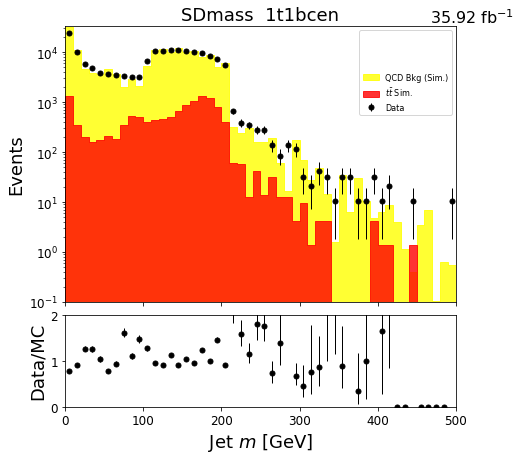 SDmass 1t1bcen
35.92 fb⁻¹
10⁴
10³
10²
10¹
10⁰
10⁻¹
Events
QCD Bkg (Sim.)
tt̄ Sim.
Data
2
1
0
Data/MC
0 100 200 300 400 500
Jet m [GeV]